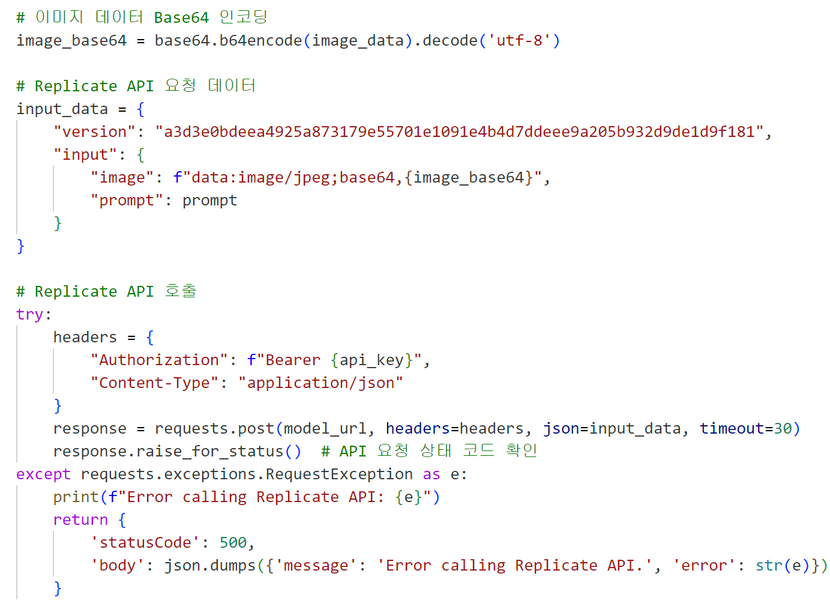 # 이미지 데이터 Base64 인코딩
image_base64 = base64.b64encode(image_data).decode('utf-8')
# Replicate API 요청 데이터
input_data = {
"version": "a3d3e0bdeea4925a873179e55701e1091e4b4d7ddeee9a205b932d9de1d9f181",
"input": {
"image": f"data:image/jpeg;base64,{image_base64}",
"prompt": prompt
}
}
# Replicate API 호출
try:
headers = {
"Authorization": f"Bearer {api_key}",
"Content-Type": "application/json"
}
response = requests.post(model_url, headers=headers, json=input_data, timeout=30)
response.raise_for_status()  # API 요청 상태 코드 확인
except requests.exceptions.RequestException as e:
print(f"Error calling Replicate API: {e}")
return {
'statusCode': 500,
'body': json.dumps({'message': 'Error calling Replicate API.', 'error': str(e)})
}